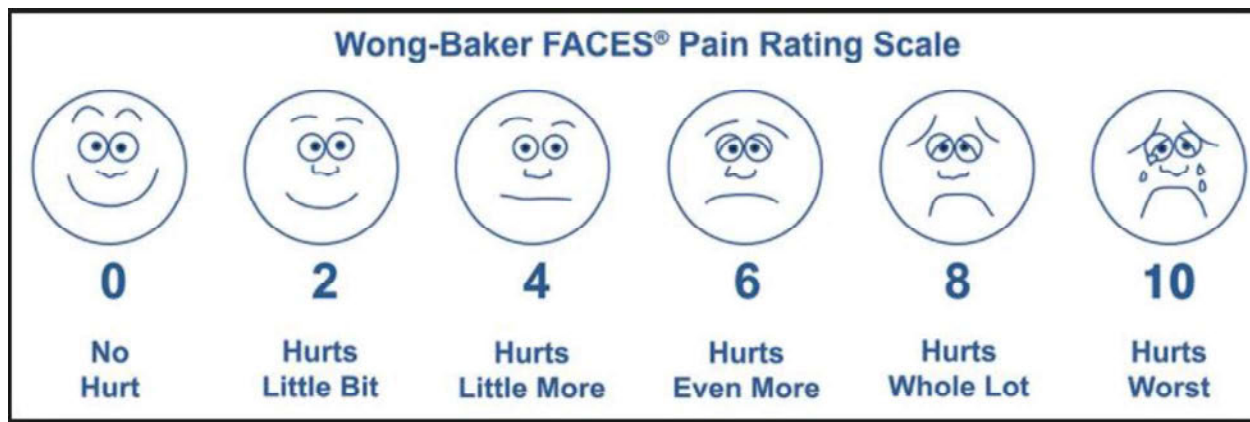 Wong-Baker FACES® Pain Rating Scale
0
2
4
6
8
10
No
Hurt
Hurts
Little Bit
Hurts
Little More
Hurts
Even More
Hurts
Whole Lot
Hurts
Worst